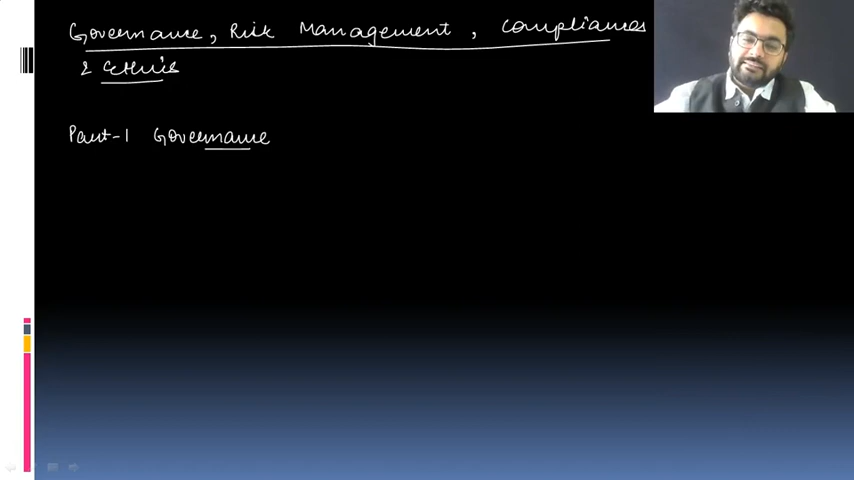 Governance, Risk Management, Compliances
& Ethics
Part-1 Governance